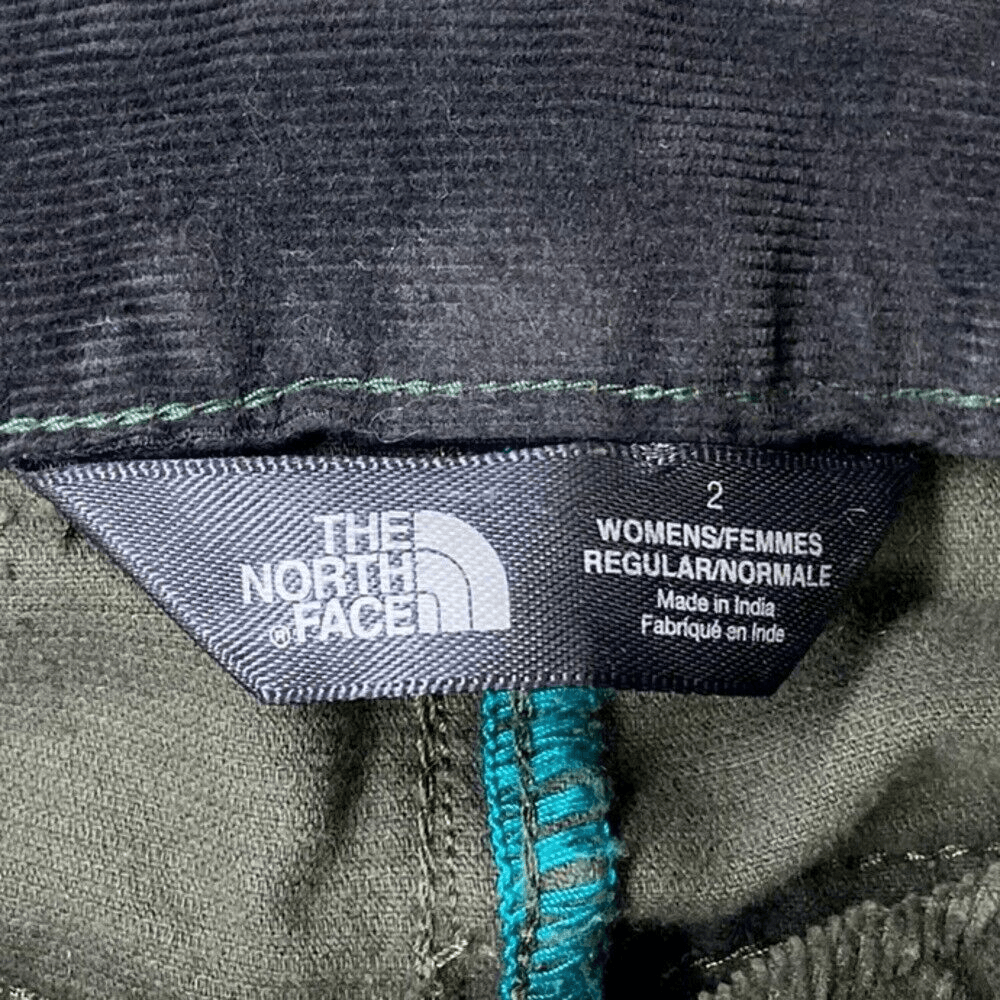 THE
NORTH
® FACE
2
WOMENS/FEMMES
REGULAR/NORMALE
Made in India
Fabriqué en Inde